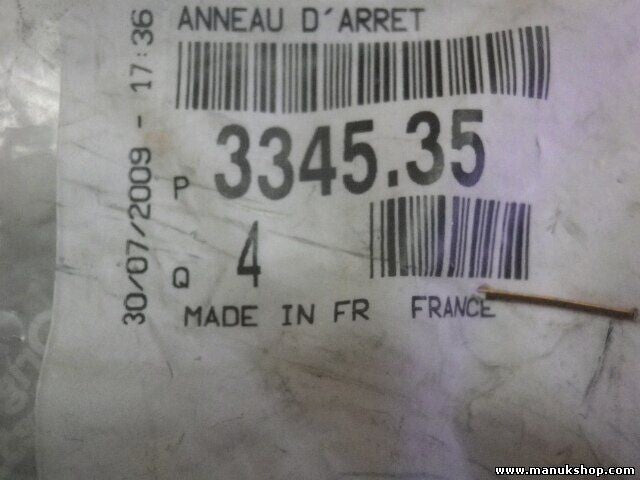 ANNEAU D'ARRET
30/07/2009 - 17:36
P 3345.35
Q 4
MADE IN FR FRANCE
www.manukshop.com